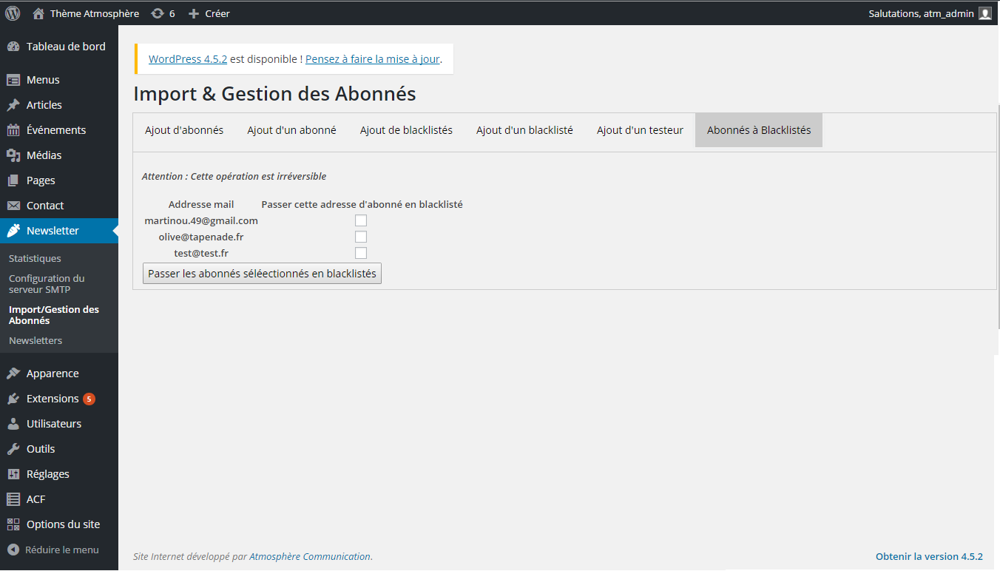 Thème Atmosphère 6 Créer Salutations, atm_admin
Tableau de bord
Menus
Articles
Événements
Médias
Pages
Contact
Newsletter
Statistiques
Configuration du
serveur SMTP
Import/Gestion des
Abonnés
Newsletters
Apparence
Extensions 5
Utilisateurs
Outils
Réglages
ACF
Options du site
Réduire le menu
WordPress 4.5.2 est disponible ! Pensez à faire la mise à jour.
Import & Gestion des Abonnés
Ajout d'abonnés Ajout d'un abonné Ajout de blacklistés Ajout d'un blacklisté Ajout d'un testeur Abonnés à Blacklistés
Attention : Cette opération est irréversible
Addresse mail Passer cette adresse d'abonné en blacklisté
martinou.49@gmail.com
olive@tapenade.fr
test@test.fr
Passer les abonnés séléectionnés en blacklistés
Site Internet développé par Atmosphère Communication. Obtenir la version 4.5.2